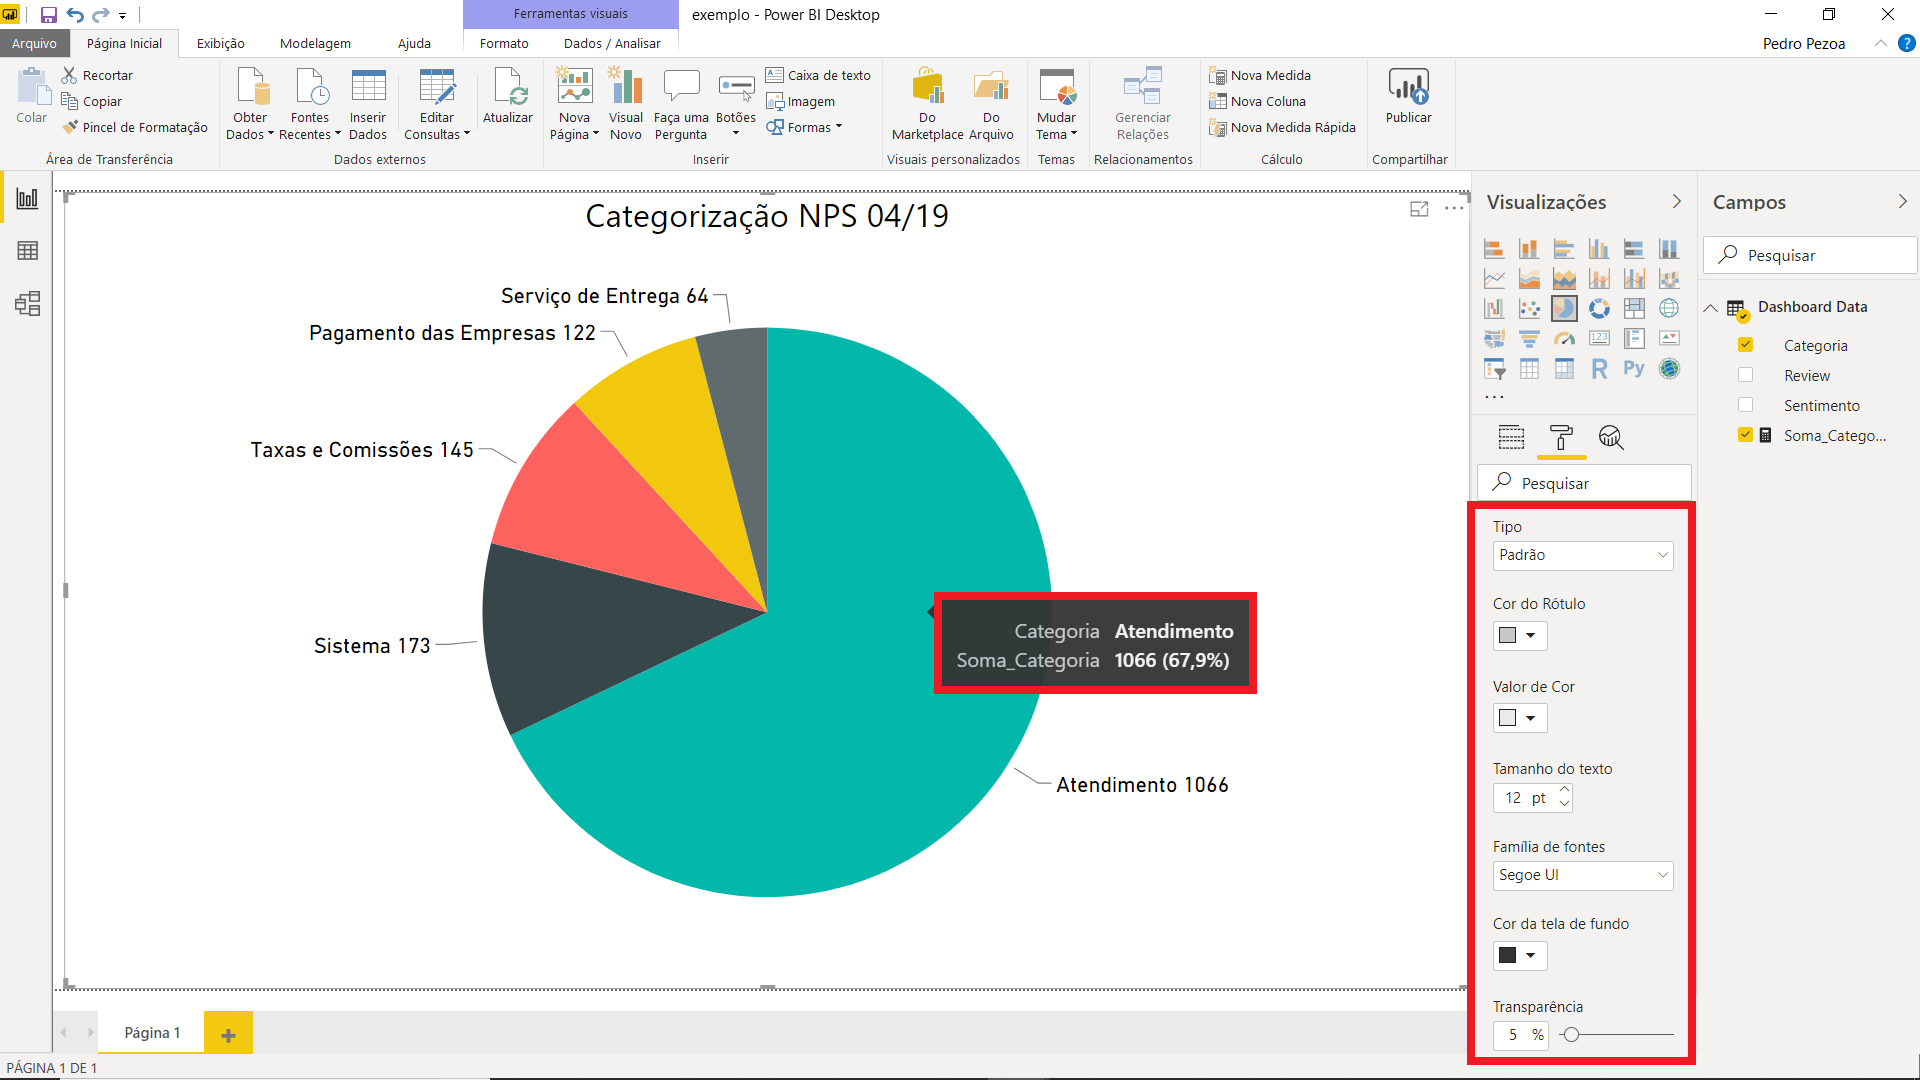 Ferramentas visuais
exemplo - Power BI Desktop
Arquivo
Página Inicial
Exibição
Modelagem
Ajuda
Formato
Dados / Analisar
Pedro Pezoa
?
Colar
Recortar
Copiar
Pincel de Formatação
Área de Transferência
Obter Dados
Fontes Recentes
Inserir Dados
Editar Consultas
Atualizar
Dados externos
Nova Página
Visual Novo
Faça uma Pergunta
Botões
Caixa de texto
Imagem
Formas
Inserir
Do Marketplace
Do Arquivo
Visuais personalizados
Mudar Tema
Temas
Gerenciar Relações
Relacionamentos
Nova Medida
Nova Coluna
Nova Medida Rápida
Cálculo
Publicar
Compartilhar
Categorização NPS 04/19
Serviço de Entrega 64
Pagamento das Empresas 122
Taxas e Comissões 145
Sistema 173
Atendimento 1066
Categoria Atendimento
Soma_Categoria 1066 (67,9%)
Visualizações
123
R
Py
...
Pesquisar
Tipo
Padrão
Cor do Rótulo
Valor de Cor
Tamanho do texto
12 pt
Família de fontes
Segoe UI
Cor da tela de fundo
Transparência
5 %
Campos
Pesquisar
Dashboard Data
Categoria
Review
Sentimento
Soma_Catego...
Página 1
+
PÁGINA 1 DE 1